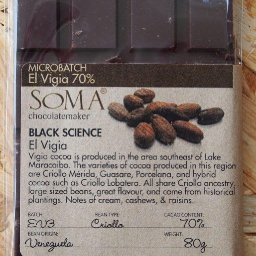 MICROBATCH
El Vigia 70%
SOMA®
chocolatemaker
BLACK SCIENCE
El Vigia
Vigia cocoa is produced in the area southeast of Lake
Maracaibo. The varieties of cocoa produced in this region
are Criollo Mérida, Guasare, Porcelana, and hybrid
cocoa such as Criollo Lobatera. All share Criollo ancestry,
large sized beans, great flavour, and come from historical
plantings. Notes of cream, cashews, & raisins.
BATCH: BEAN TYPE: CACAO CONTENT:
EV3 Criollo 70%
BEAN ORIGIN: WEIGHT:
Venezuela 80g